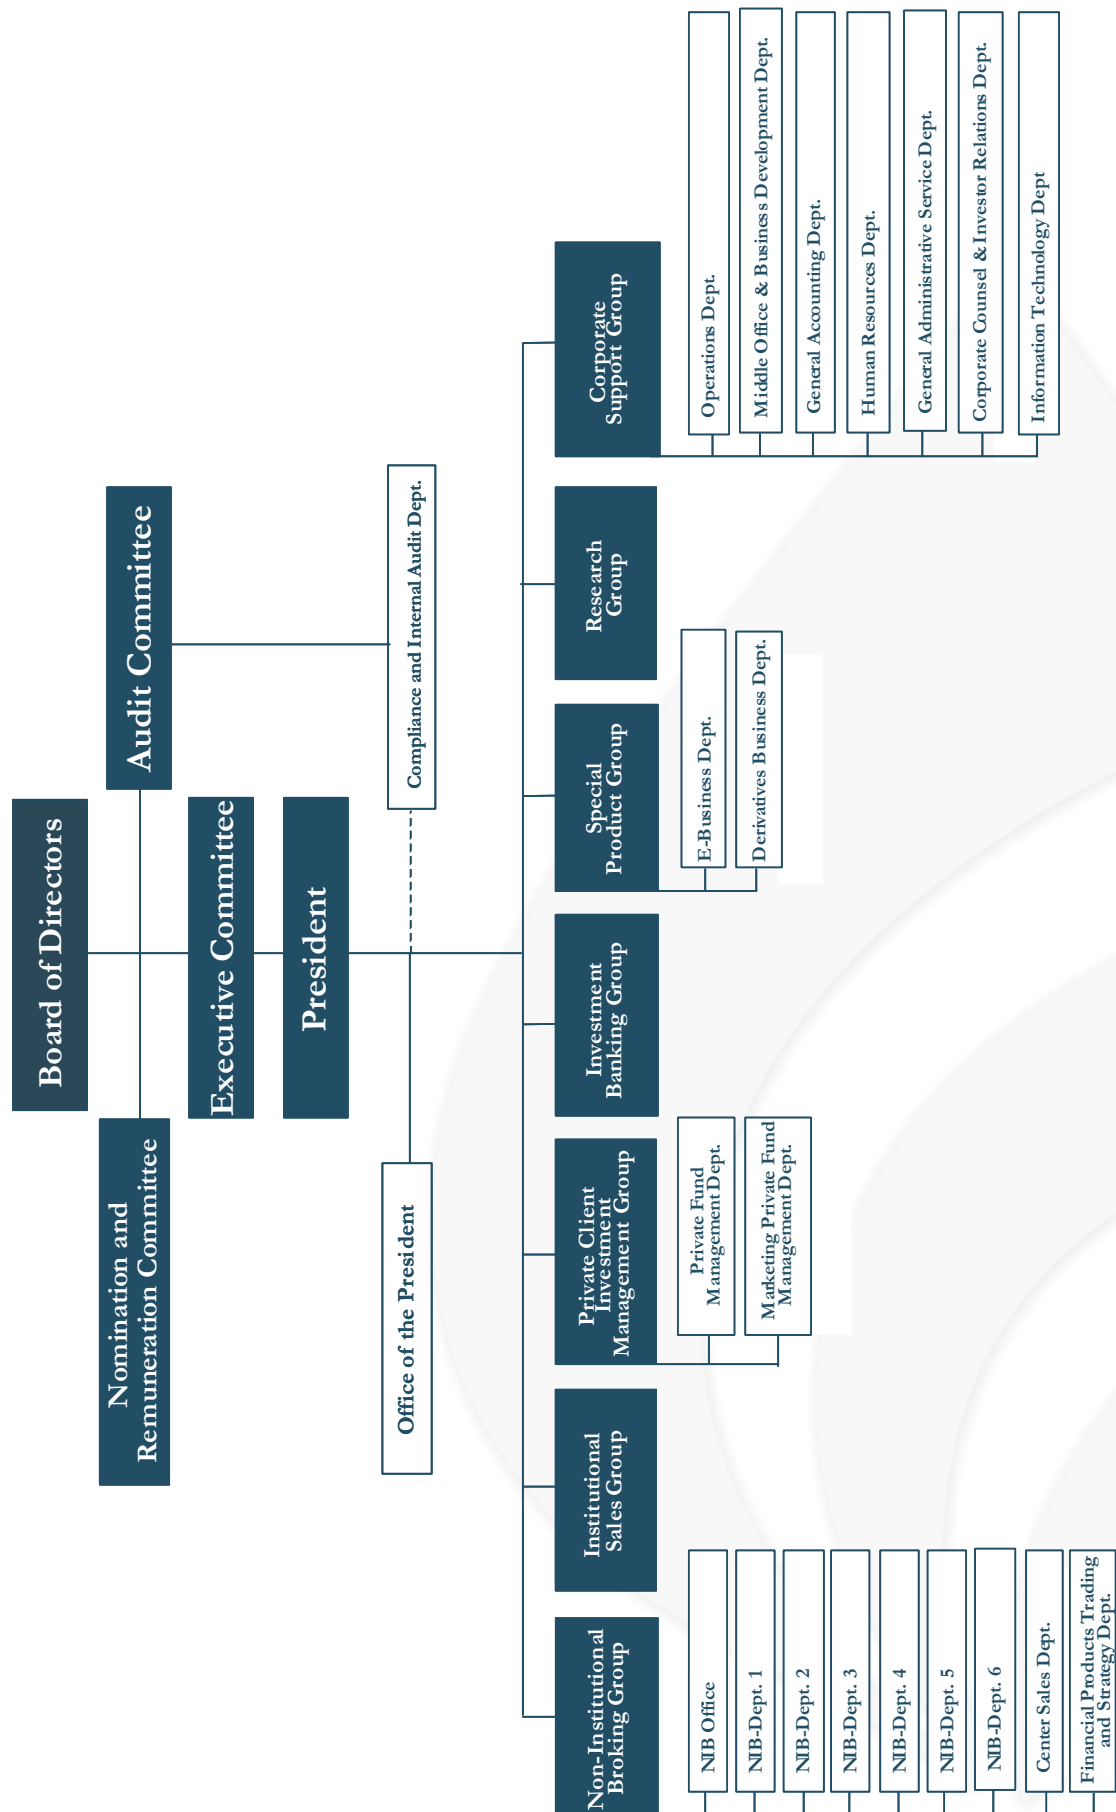 Board of Directors
Nomination and
Remuneration Committee
Audit Committee
Executive Committee
President
Office of the President
Compliance and Internal Audit Dept.
Non-Institutional
Broking Group
Institutional
Sales Group
Private Client
Investment
Management Group
Investment
Banking Group
Special
Product Group
Research
Group
Corporate
Support Group
NIB Office
NIB-Dept. 1
NIB-Dept. 2
NIB-Dept. 3
NIB-Dept. 4
NIB-Dept. 5
NIB-Dept. 6
Center Sales Dept.
Financial Products Trading
and Strategy Dept.
Private Fund
Management Dept.
Marketing Private Fund
Management Dept.
E-Business Dept.
Derivatives Business Dept.
Operations Dept.
Middle Office & Business Development Dept.
General Accounting Dept.
Human Resources Dept.
General Administrative Service Dept.
Corporate Counsel & Investor Relations Dept.
Information Technology Dept